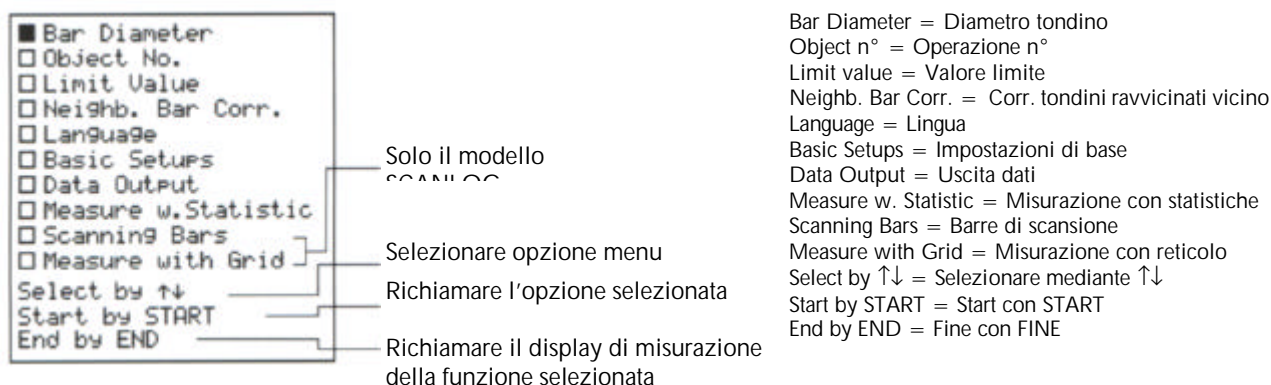 Bar Diameter
Object No.
Limit Value
Neighb. Bar Corr.
Language
Basic Setups
Data Output
Measure w.Statistic
Scanning Bars
Measure with Grid
Select by ↑↓
Start by START
End by END
Solo il modello
SCANLOG
Selezionare opzione menu
Richiamare l'opzione selezionata
Richiamare il display di misurazione
della funzione selezionata
Bar Diameter = Diametro tondino
Object n° = Operazione n°
Limit value = Valore limite
Neighb. Bar Corr. = Corr. tondini ravvicinati vicino
Language = Lingua
Basic Setups = Impostazioni di base
Data Output = Uscita dati
Measure w. Statistic = Misurazione con statistiche
Scanning Bars = Barre di scansione
Measure with Grid = Misurazione con reticolo
Select by ↑↓ = Selezionare mediante ↑↓
Start by START = Start con START
End by END = Fine con FINE